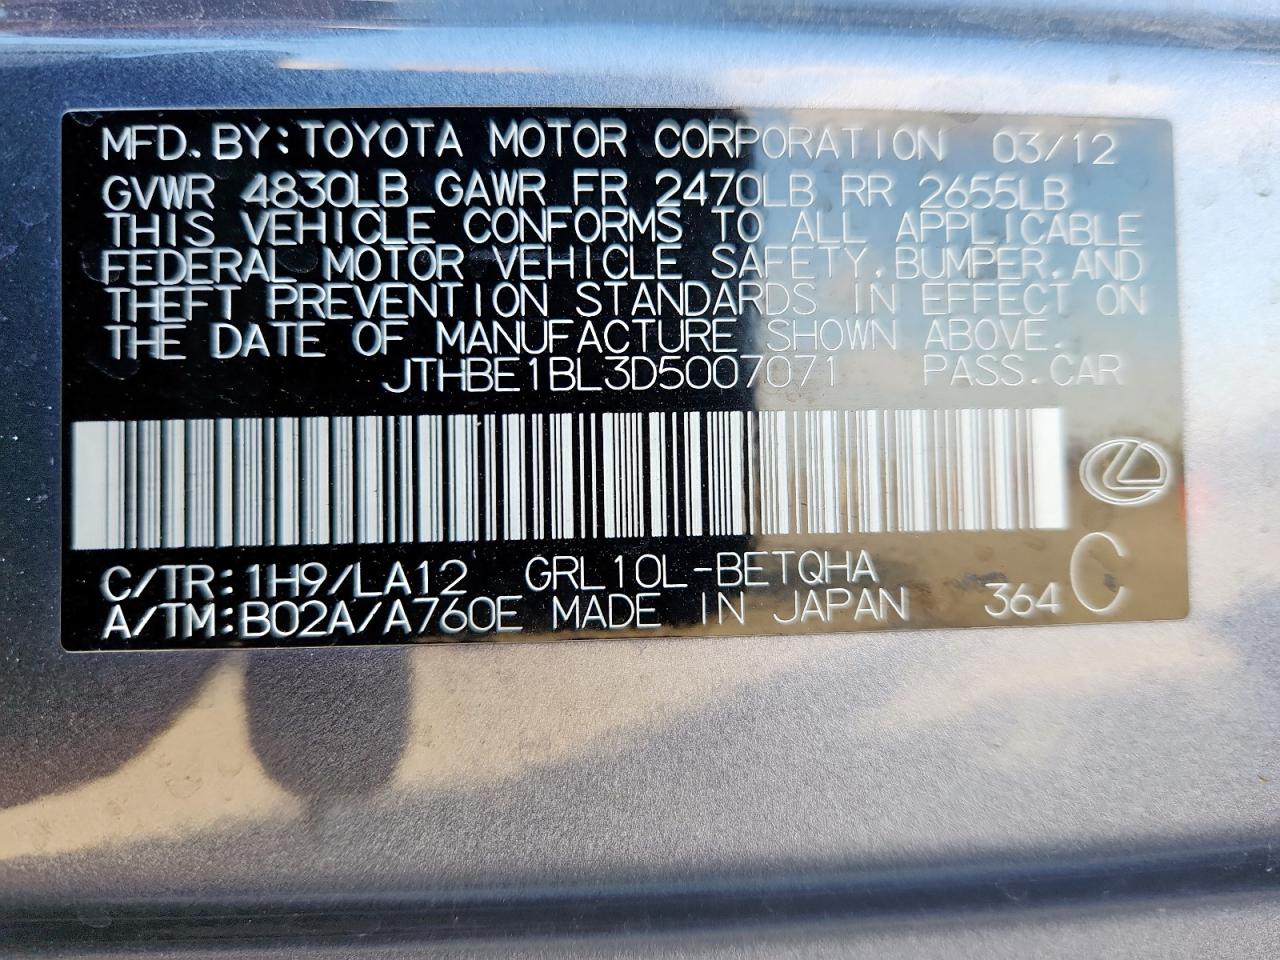 MFD. BY: TOYOTA MOTOR CORPORATION 03/12
GVWR 4830LB GAWR FR 2470LB RR 2655LB
THIS VEHICLE CONFORMS TO ALL APPLICABLE
FEDERAL MOTOR VEHICLE SAFETY, BUMPER, AND
THEFT PREVENTION STANDARDS IN EFFECT ON
THE DATE OF MANUFACTURE SHOWN ABOVE.
JTHBE1BL3D5007071 PASS. CAR
C/TR: 1H9/LA12 GRL10L-BETQHA
A/TM: B02A/A760E MADE IN JAPAN 364 C